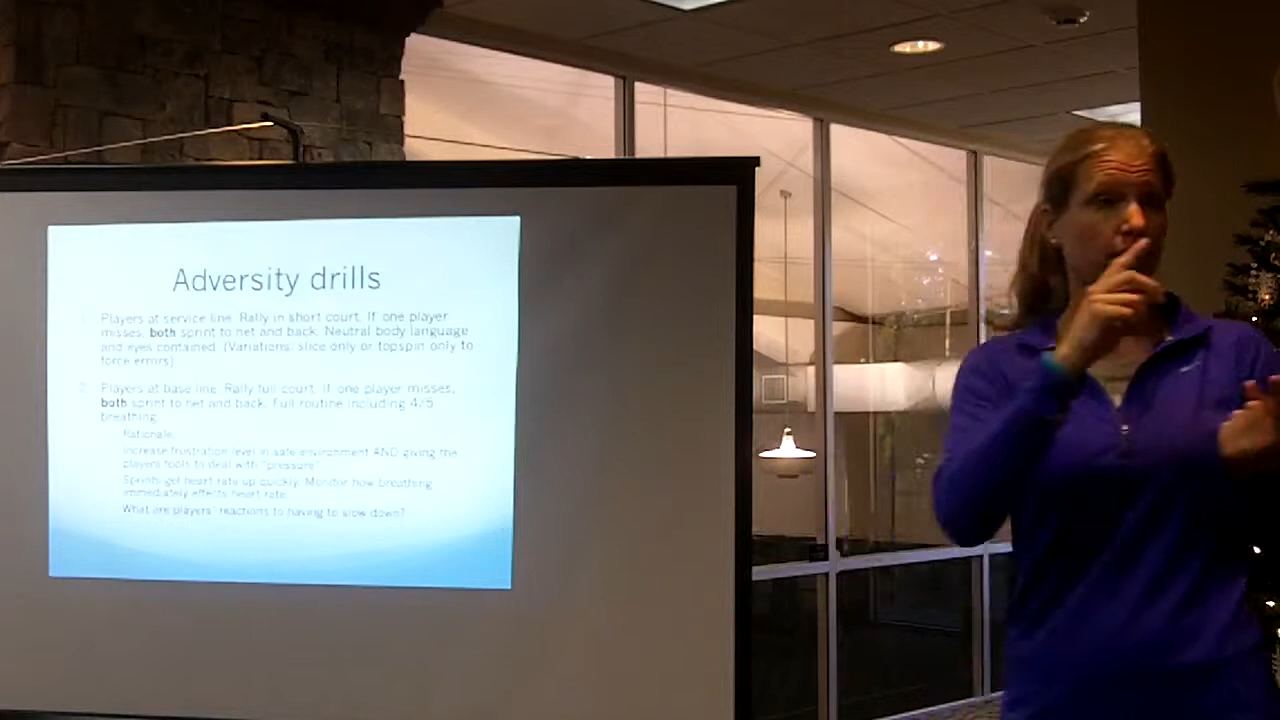 Adversity drills
1. Players at service line. Rally in short court. If one player
misses, both sprint to net and back. Neutral body language
and eyes contained. (Variations: slice only or topspin only to
force errors)
2. Players at base line. Rally full court. If one player misses,
both sprint to net and back. Full routine including 4/5
breathing.
Rationale:
Increase frustration level in safe environment AND giving the
players tools to deal with "pressure"
Sprints get heart rate up quickly. Monitor how breathing
immediately effects heart rate.
What are players' reactions to having to slow down?